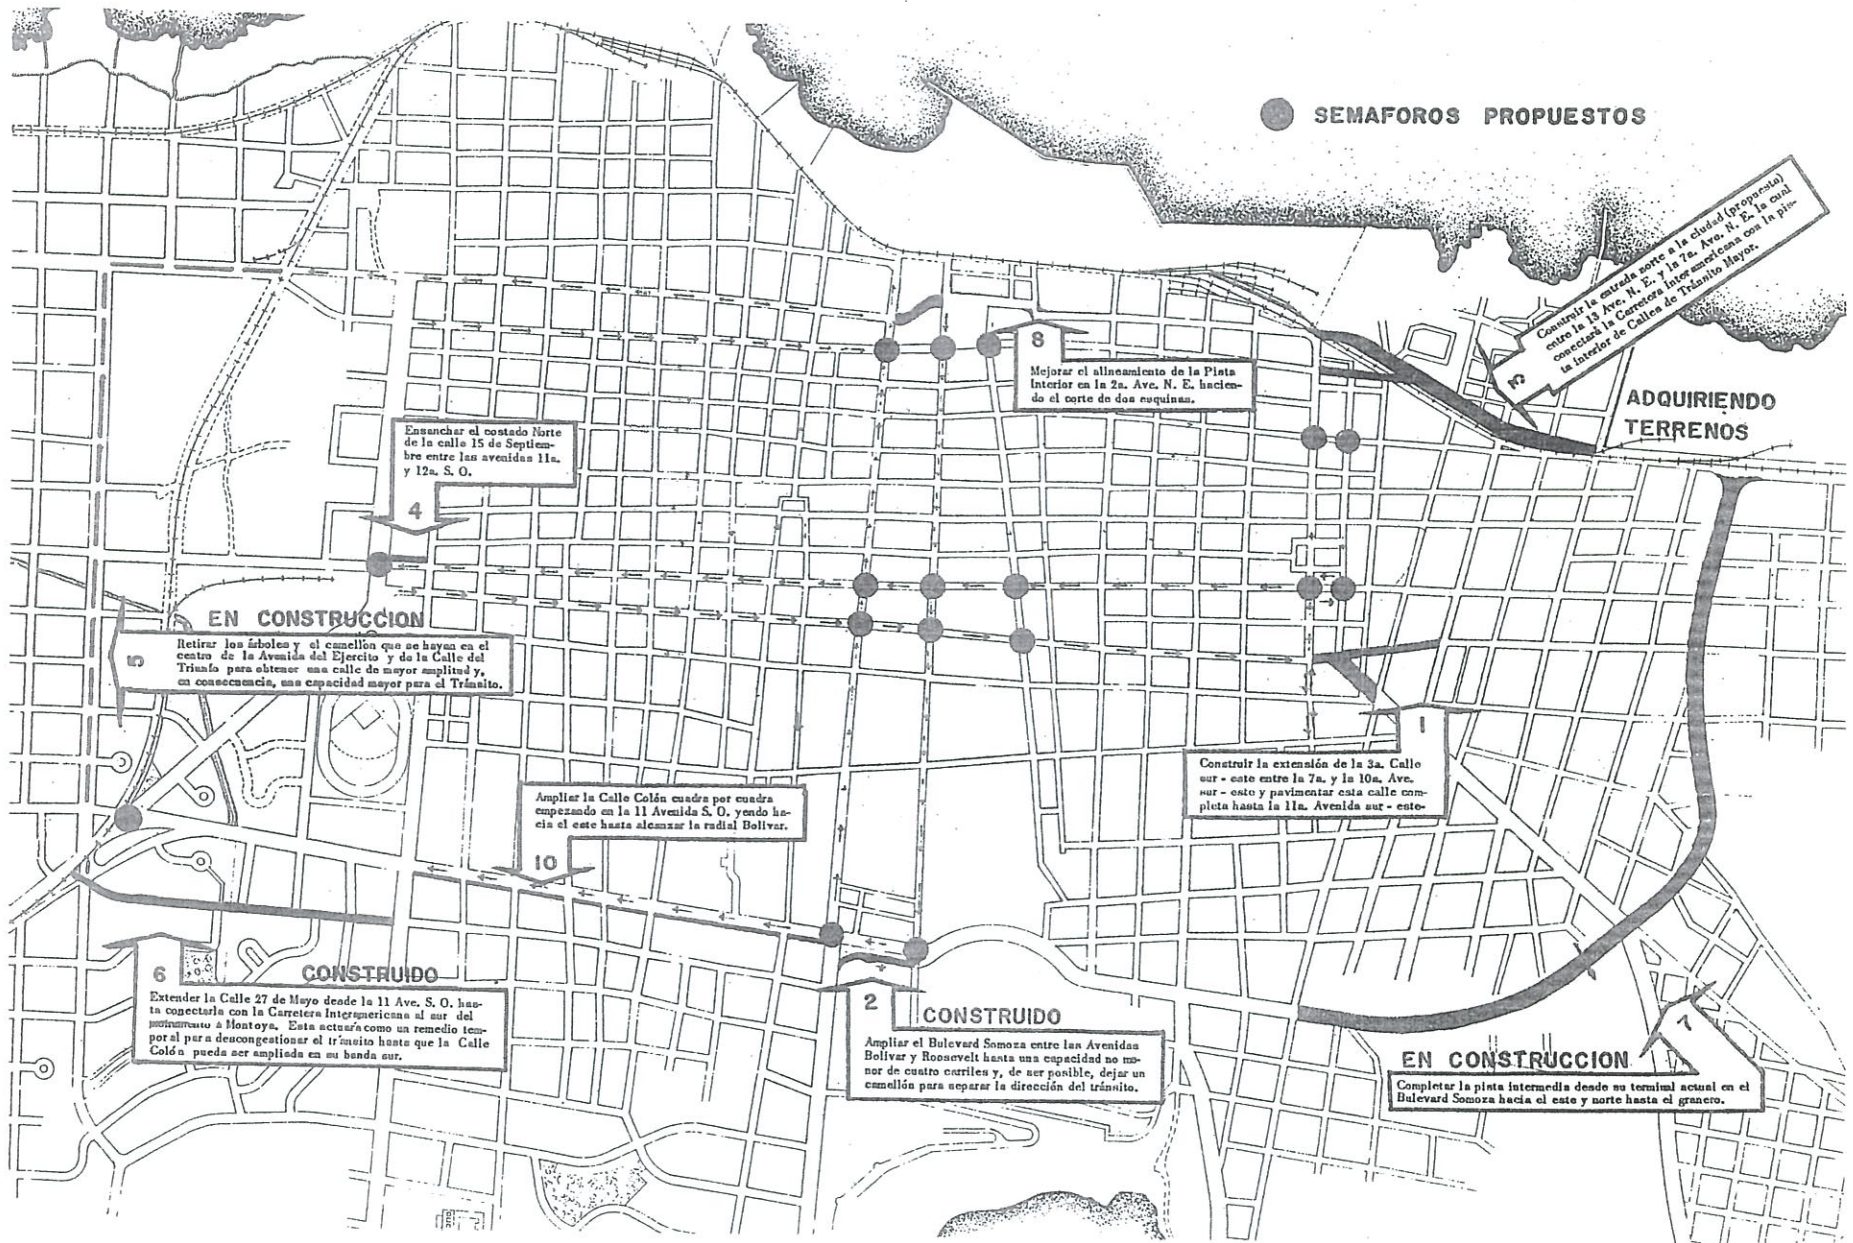 SEMAFOROS PROPUESTOS
Construir la entrada norte a la ciudad (propuesta)
entre la 13 Ave. N. E. y la 7a. Ave. N. E. la cual
conectará la Carretera Interamericana con la pis-
ta interior de Calles de Tránsito Mayor.
3
ADQUIRIENDO
TERRENOS
8
Mejorar el alineamiento de la Pista
Interior en la 2a. Ave. N. E. hacien-
do el corte de dos esquinas.
Ensanchar el costado Norte
de la calle 15 de Septiem-
bre entre las avenidas 11a.
y 12a. S. O.
4
EN CONSTRUCCION
5
Retirar los árboles y el camellón que se hayan en el
centro de la Avenida del Ejercito y de la Calle del
Triunfo para obtener una calle de mayor amplitud y,
en consecuencia, una capacidad mayor para el Tránsito.
1
Construir la extensión de la 3a. Calle
sur - este entre la 7a. y la 10a. Ave.
sur - este y pavimentar esta calle com-
pleta hasta la 11a. Avenida sur - este-
Ampliar la Calle Colón cuadra por cuadra
empezando en la 11 Avenida S. O. yendo ha-
cia el este hasta alcanzar la radial Bolivar.
10
6
CONSTRUIDO
Extender la Calle 27 de Mayo desde la 11 Ave. S. O. has-
ta conectarla con la Carretera Interamericana al sur del
a Montoya. Esta actuará como un remedio tem-
poral para descongestionar el tránsito hasta que la Calle
Colón pueda ser ampliada en su banda sur.
2
CONSTRUIDO
Ampliar el Bulevard Somoza entre las Avenidas
Bolivar y Roosevelt hasta una capacidad no me-
nor de cuatro carriles y, de ser posible, dejar un
camellón para separar la dirección del tránsito.
7
EN CONSTRUCCION
Completar la pista intermedia desde su terminal actual en el
Bulevard Somoza hacia el este y norte hasta el granero.